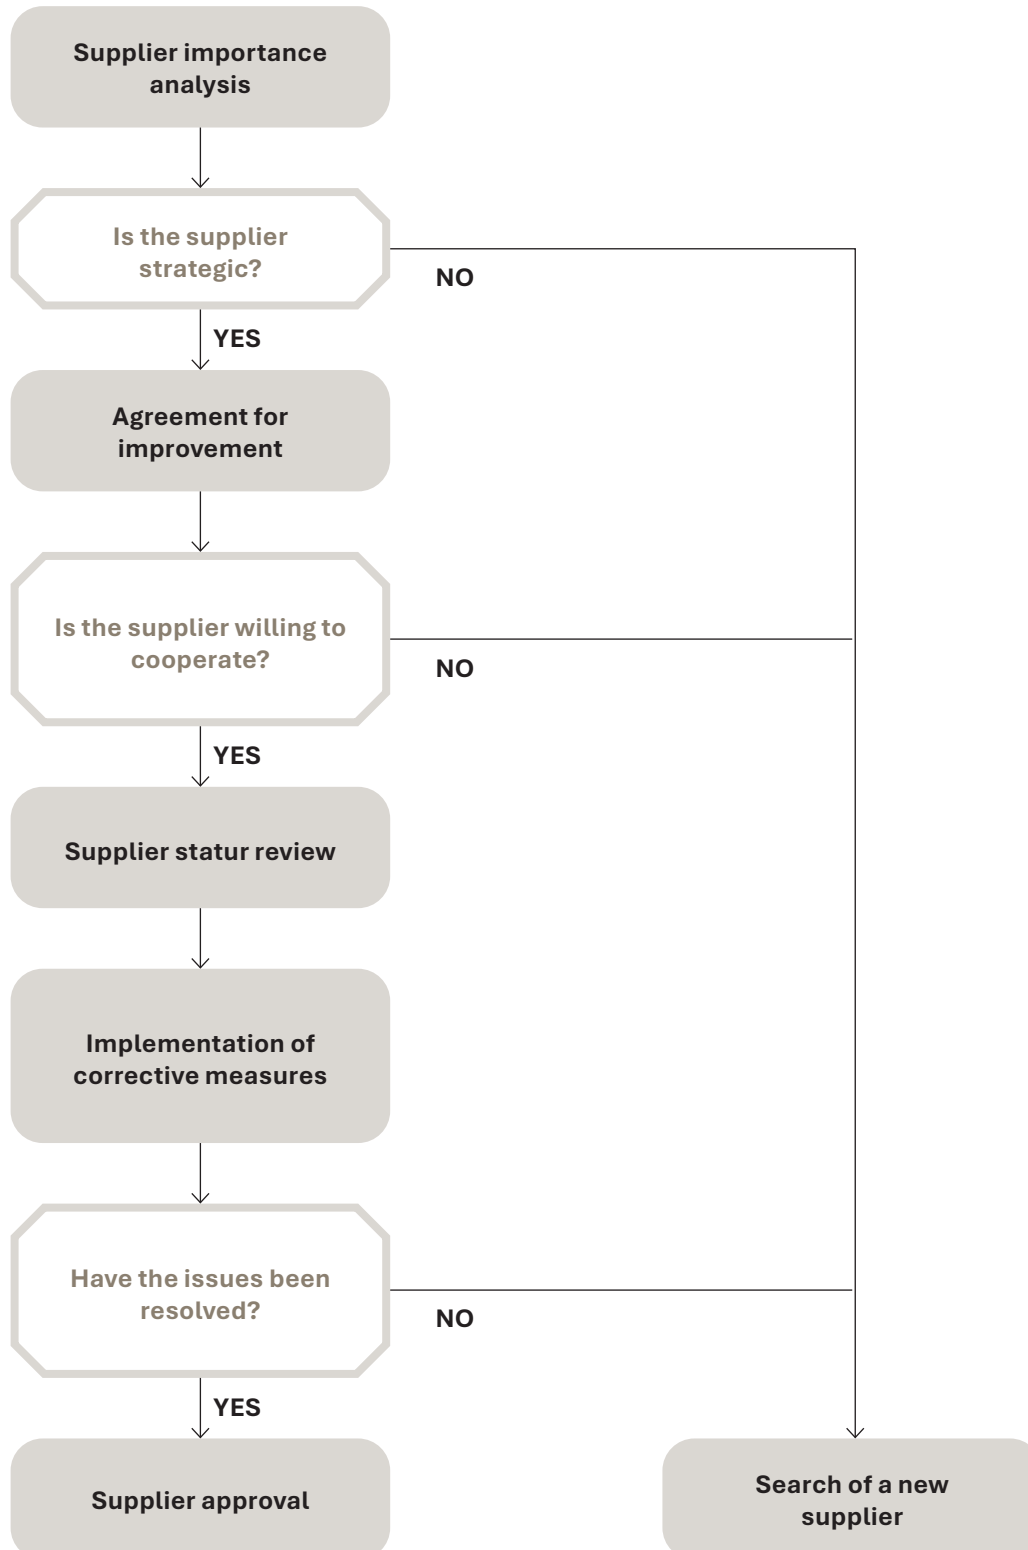 Supplier importance
analysis
Is the supplier
strategic?
NO
YES
Agreement for
improvement
Is the supplier willing to
cooperate?
NO
YES
Supplier statur review
Implementation of
corrective measures
Have the issues been
resolved?
NO
YES
Supplier approval
Search of a new
supplier